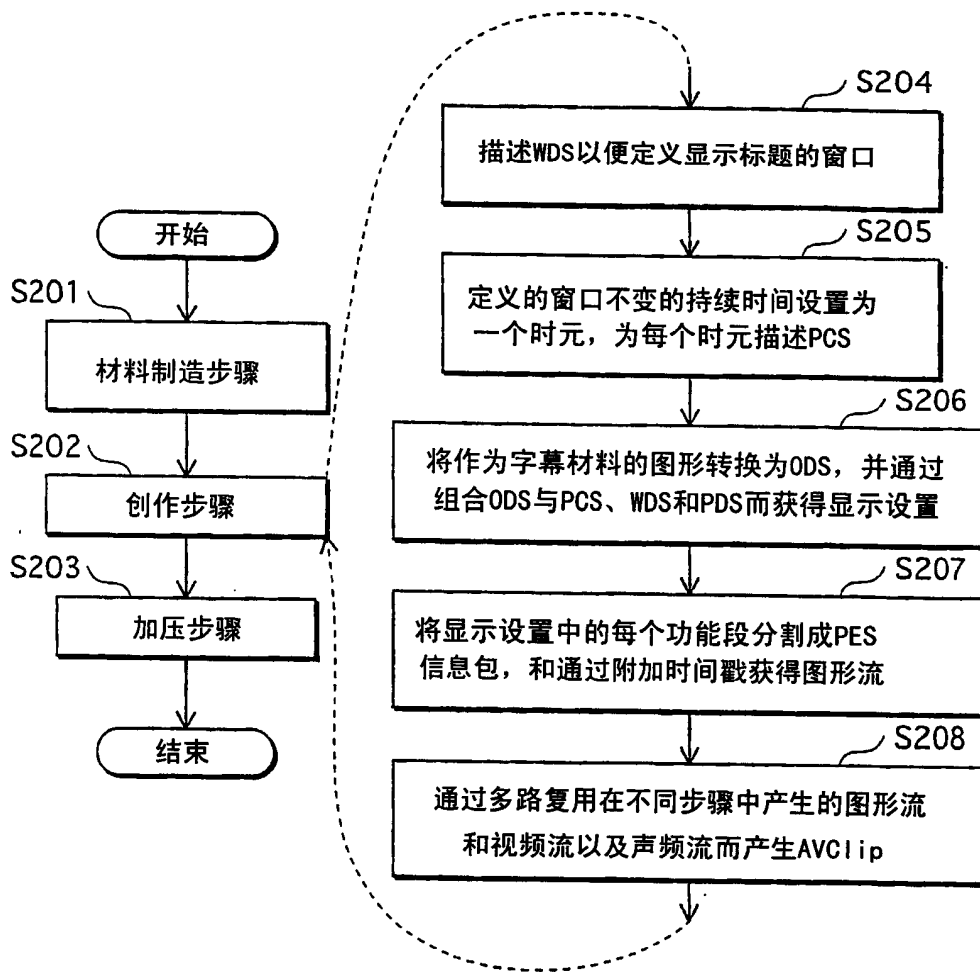 开始
S201
材料制造步骤
S202
创作步骤
S203
加压步骤
结束
S204
描述WDS以便定义显示标题的窗口
S205
定义的窗口不变的持续时间设置为
一个时元，为每个时元描述PCS
S206
将作为字幕材料的图形转换为ODS，并通过
组合ODS与PCS、WDS和PDS而获得显示设置
S207
将显示设置中的每个功能段分割成PES
信息包，和通过附加时间戳获得图形流
S208
通过多路复用在不同步骤中产生的图形流
和视频流以及声频流而产生AVClip